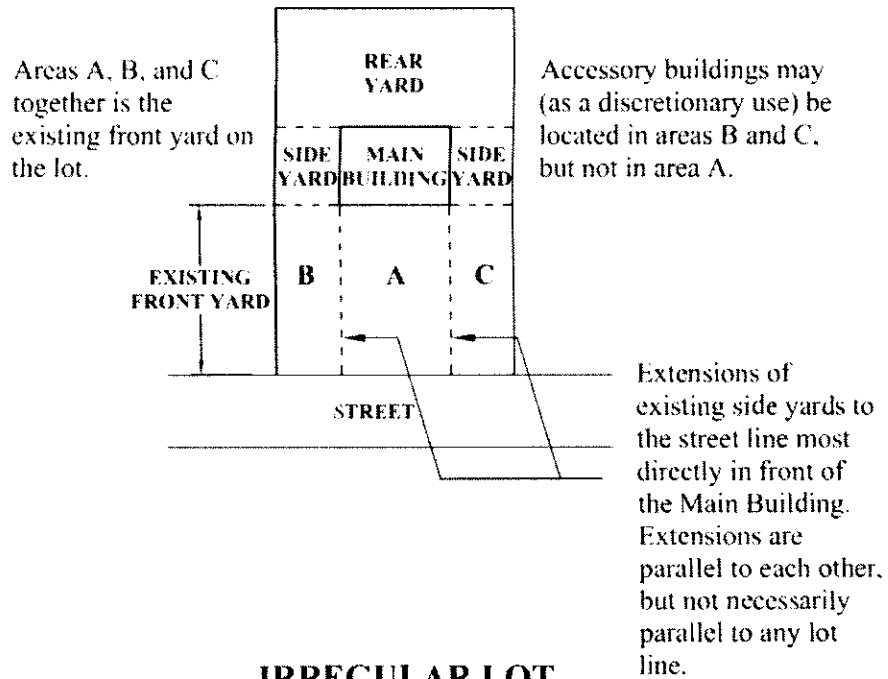 Areas A, B, and C
together is the
existing front yard on
the lot.
REAR
YARD
Accessory buildings may
(as a discretionary use) be
located in areas B and C,
but not in area A.
SIDE
YARD
MAIN
BUILDING
SIDE
YARD
EXISTING
FRONT YARD
B
A
C
STREET
Extensions of
existing side yards to
the street line most
directly in front of
the Main Building.
Extensions are
parallel to each other,
but not necessarily
parallel to any lot
line.
IRREGULAR LOT